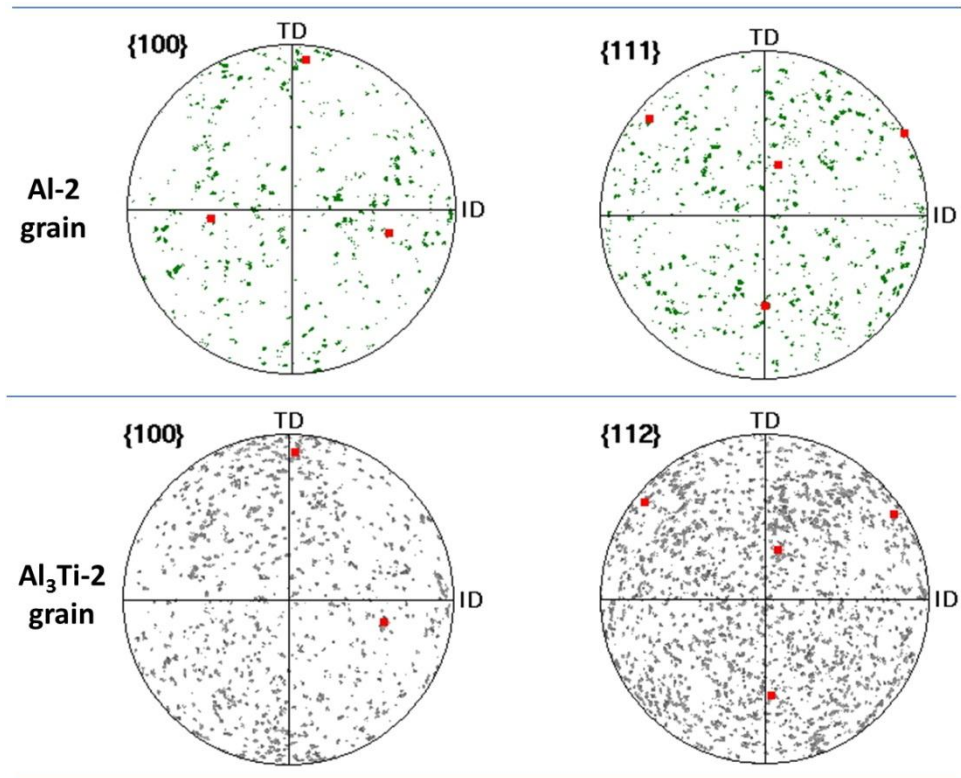 {100}
TD
{111}
TD
Al-2
grain
ID
ID
{100}
TD
{112}
TD
Al₃Ti-2
grain
ID
ID